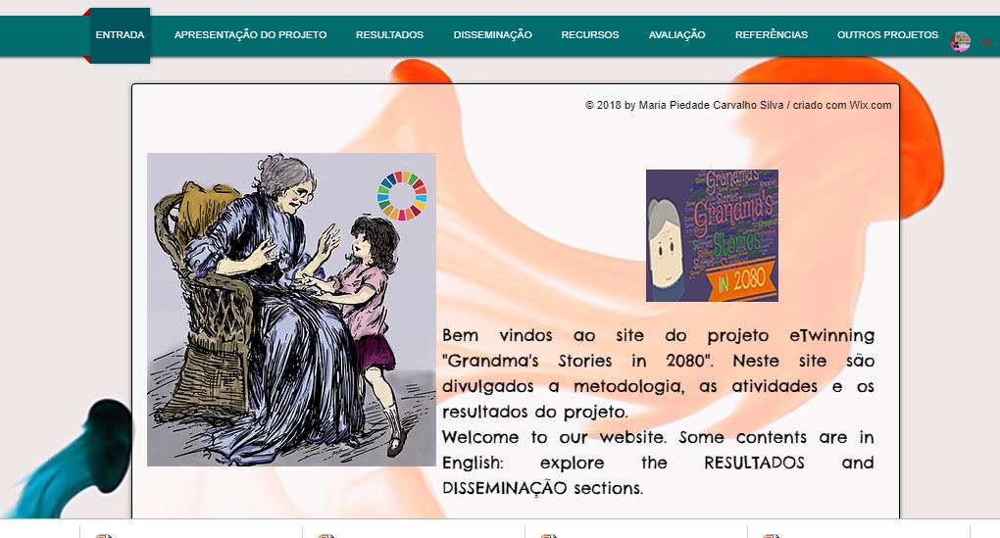 ENTRADA APRESENTAÇÃO DO PROJETO RESULTADOS DISSEMINAÇÃO RECURSOS AVALIAÇÃO REFERÊNCIAS OUTROS PROJETOS
© 2018 by Maria Piedade Carvalho Silva / criado com Wix.com
Grandma's
Stories
Grandma's
Stories
IN 2080
Bem vindos ao site do projeto eTwinning
"Grandma's Stories in 2080". Neste site são
divulgados a metodologia, as atividades e os
resultados do projeto.
Welcome to our website. Some contents are in
English: explore the RESULTADOS and
DISSEMINAÇÃO sections.